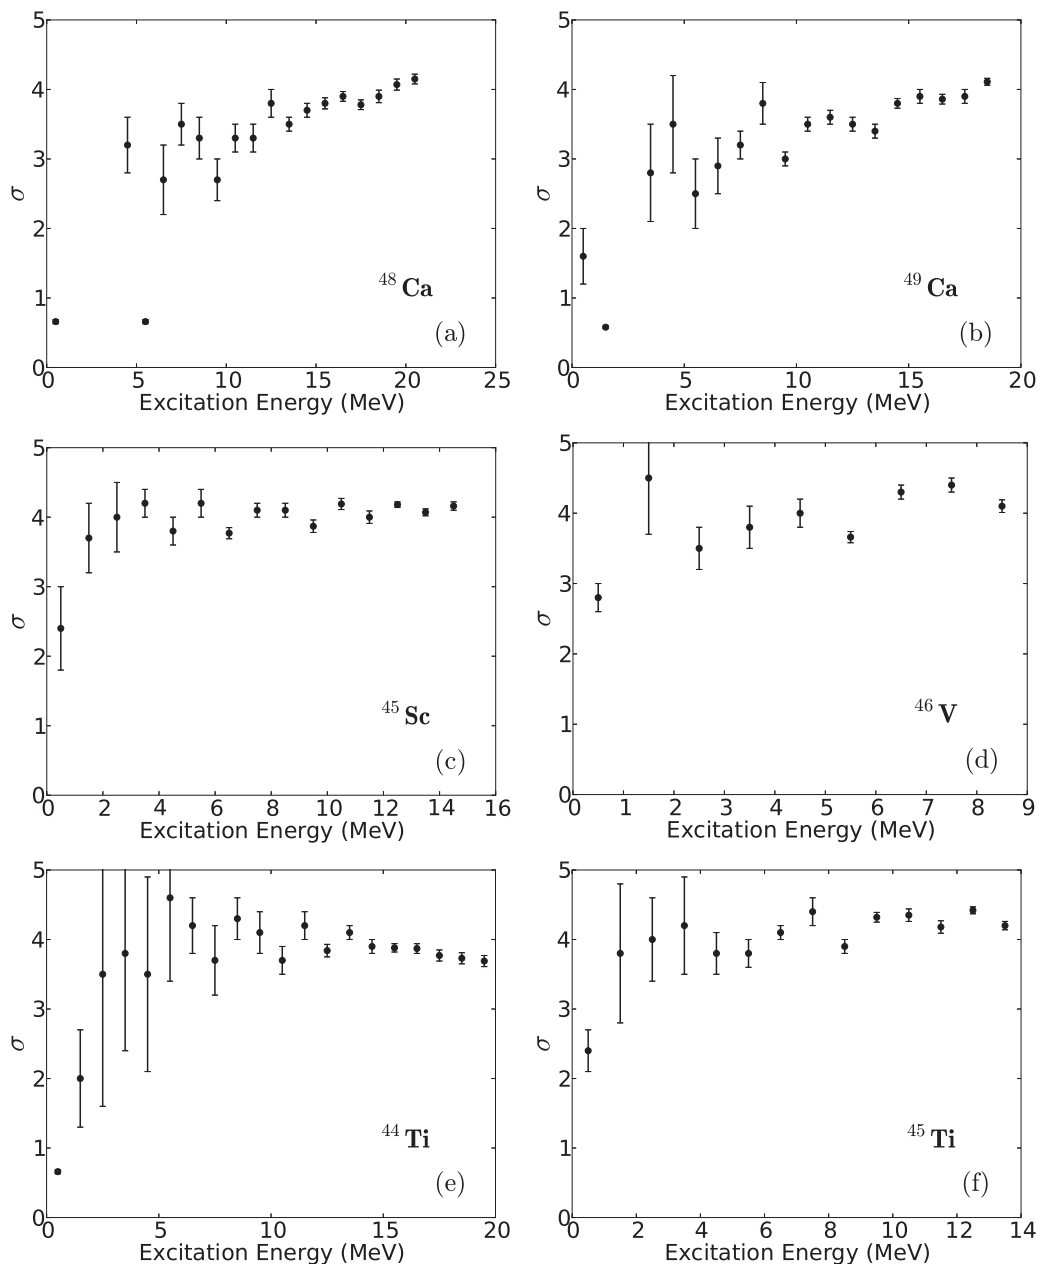 5
4
3
2
1
0
σ
48Ca
(a)
5 10 15 20 25
Excitation Energy (MeV)
5
4
3
2
1
0
σ
49Ca
(b)
0 5 10 15 20
Excitation Energy (MeV)
5
4
3
2
1
0
σ
45Sc
(c)
0 2 4 6 8 10 12 14 16
Excitation Energy (MeV)
5
4
3
2
1
0
σ
46V
(d)
0 1 2 3 4 5 6 7 8 9
Excitation Energy (MeV)
5
4
3
2
1
0
σ
44Ti
(e)
0 5 10 15 20
Excitation Energy (MeV)
5
4
3
2
1
0
σ
45Ti
(f)
0 2 4 6 8 10 12 14
Excitation Energy (MeV)